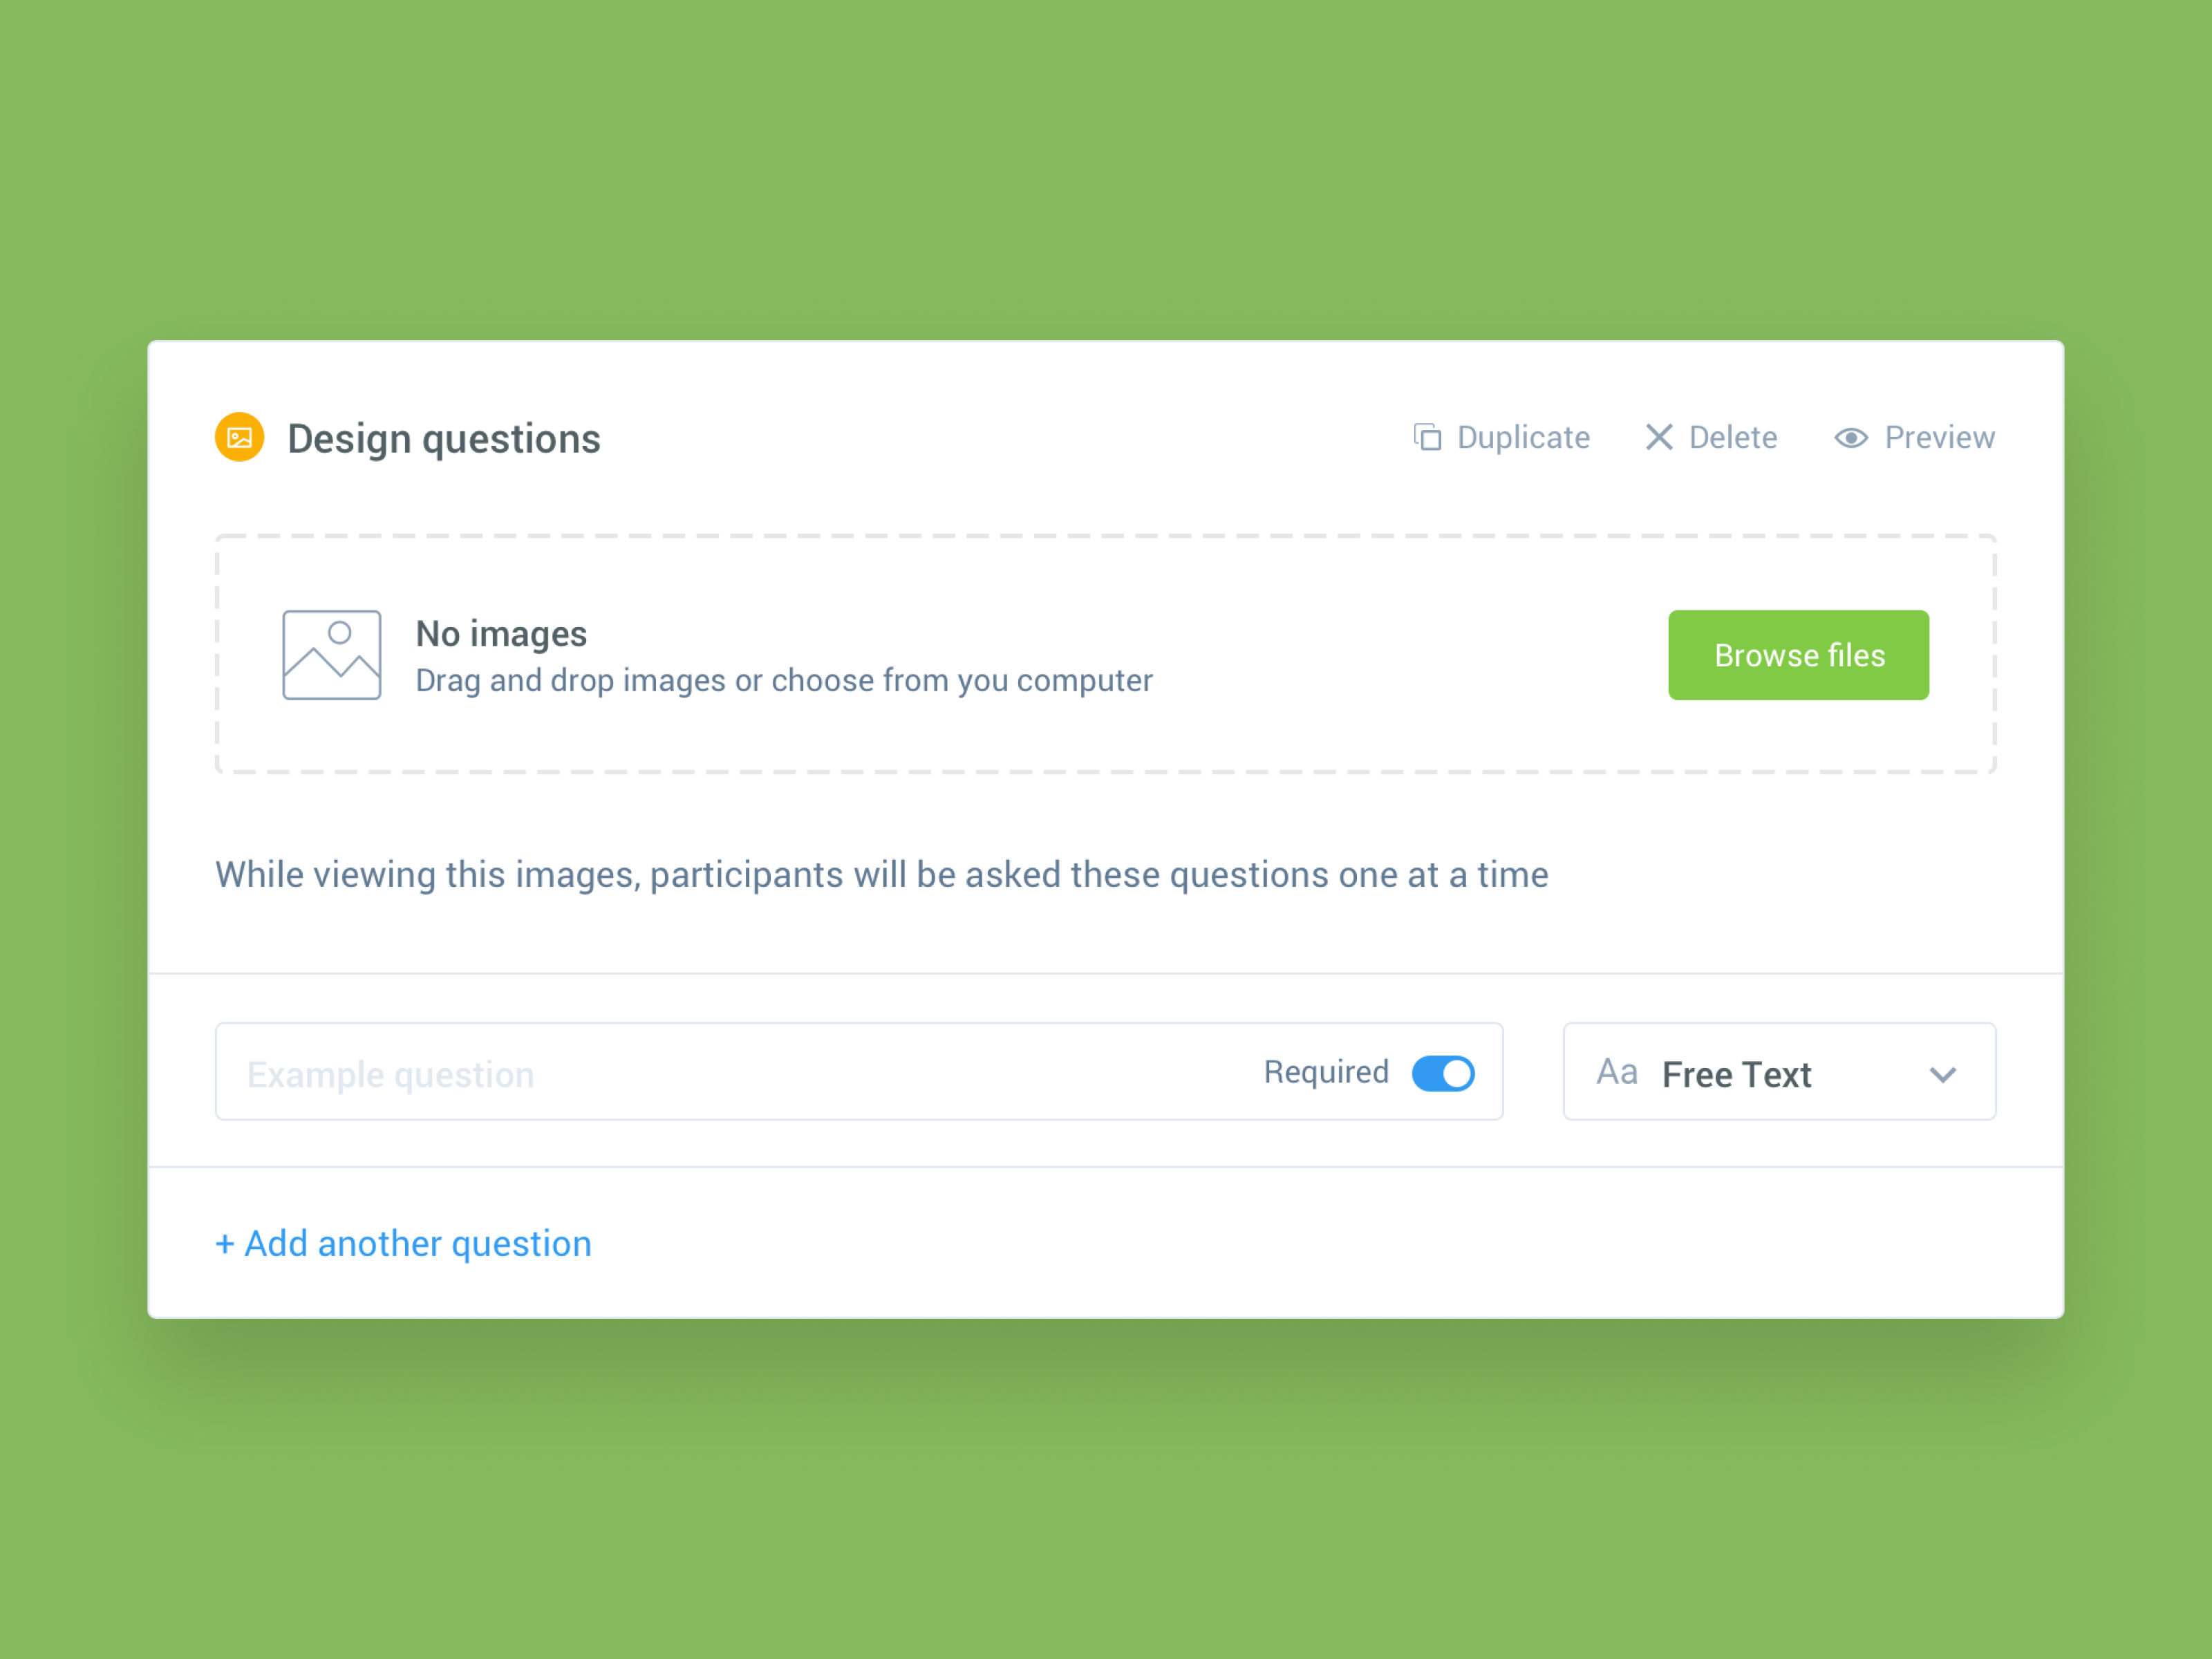 Design questions
Duplicate
Delete
Preview
No images
Drag and drop images or choose from you computer
Browse files
While viewing this images, participants will be asked these questions one at a time
Example question
Required
Aa Free Text
+ Add another question